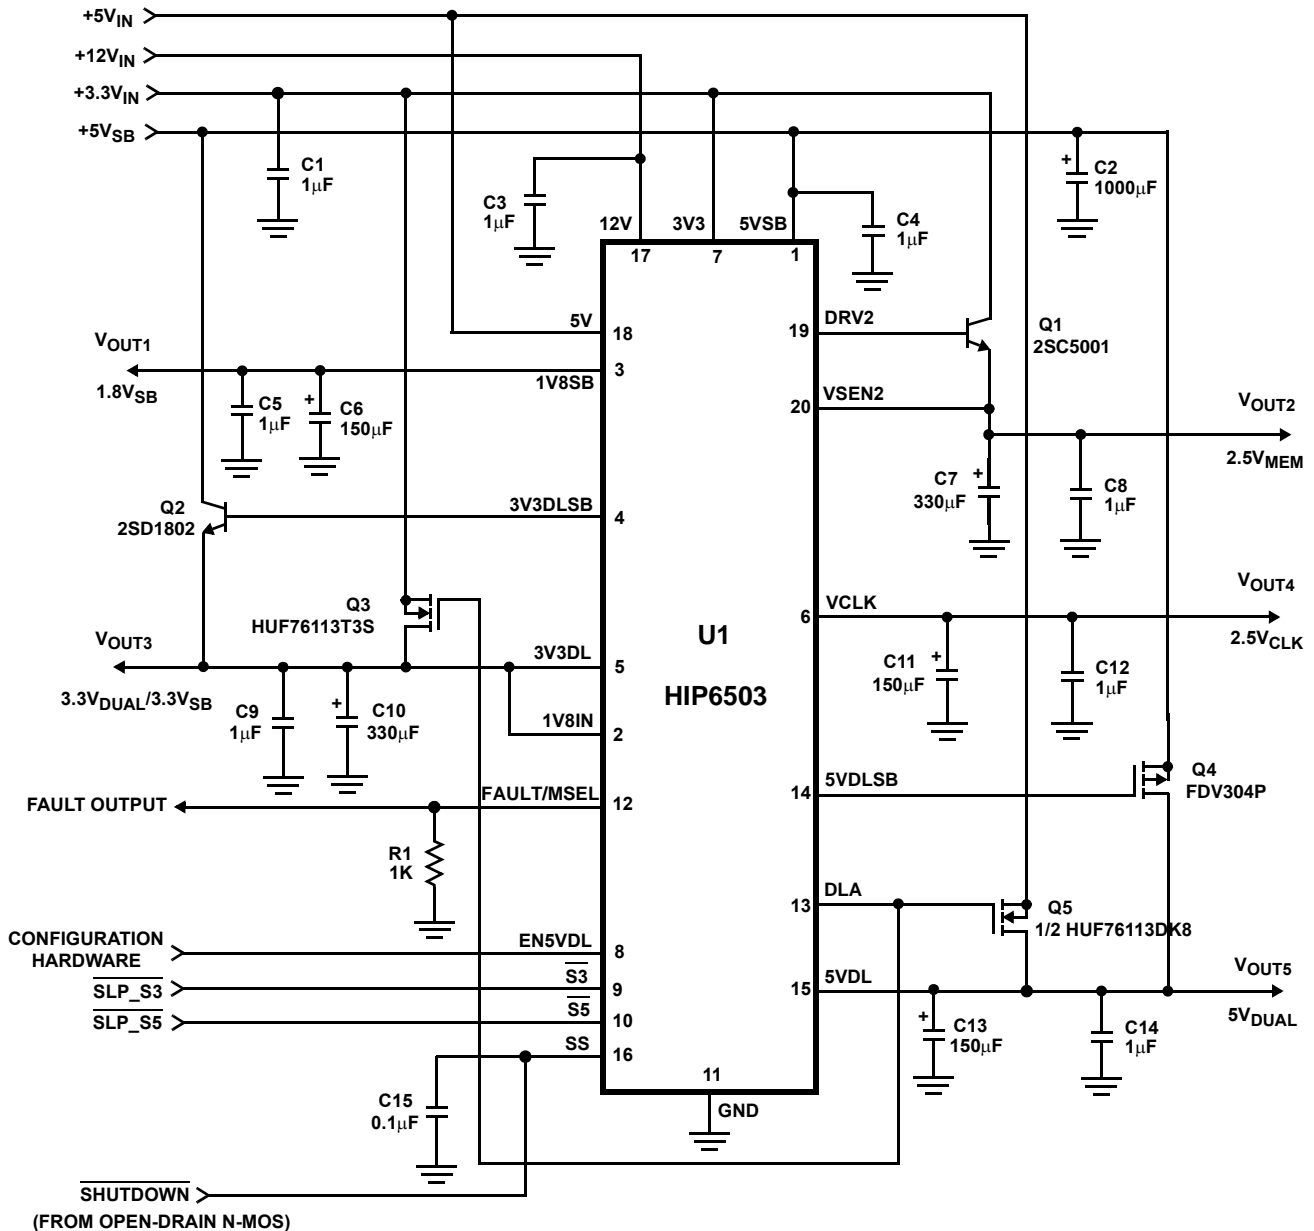 +5VIN
+12VIN
+3.3VIN
+5VSB
C1
1µF
C3
1µF
C2
1000µF
C4
1µF
12V
3V3
5VSB
17
7
1
5V
18
DRV2
19
Q1
2SC5001
VOUT1
1.8VSB
1V8SB
3
C5
1µF
C6
150µF
VSEN2
20
VOUT2
2.5VMEM
C7
330µF
C8
1µF
Q2
2SD1802
3V3DLSB
4
Q3
HUF76113T3S
VCLK
6
VOUT4
2.5VCLK
U1
HIP6503
VOUT3
3.3VDUAL/3.3VSB
3V3DL
5
C11
150µF
C12
1µF
C9
1µF
C10
330µF
1V8IN
2
5VDLSB
14
Q4
FDV304P
FAULT OUTPUT
FAULT/MSEL
12
R1
1K
DLA
13
Q5
1/2 HUF76113DK8
CONFIGURATION
HARDWARE
EN5VDL
8
SLP_S3
S3
9
SLP_S5
S5
10
SS
16
5VDL
15
VOUT5
5VDUAL
C13
150µF
C14
1µF
C15
0.1µF
11
GND
SHUTDOWN
(FROM OPEN-DRAIN N-MOS)
+
+
+
+
+
+